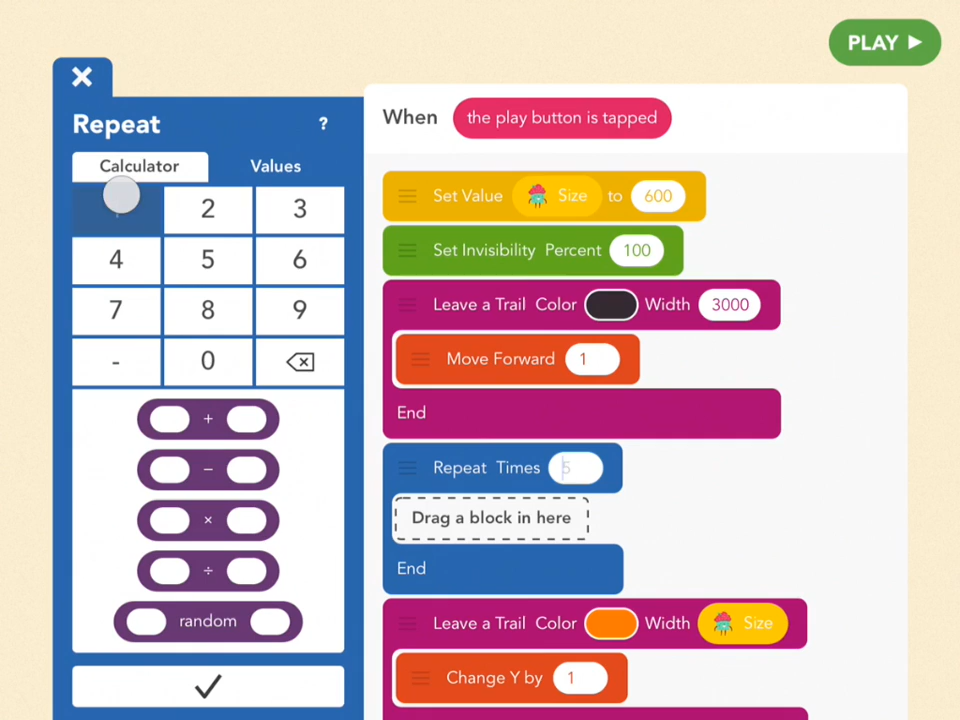 PLAY
Repeat ?
Calculator Values
2 3
4 5 6
7 8 9
- 0
+
−
×
÷
random
When the play button is tapped
Set Value Size to 600
Set Invisibility Percent 100
Leave a Trail Color Width 3000
Move Forward 1
End
Repeat Times 5
Drag a block in here
End
Leave a Trail Color Width Size
Change Y by 1